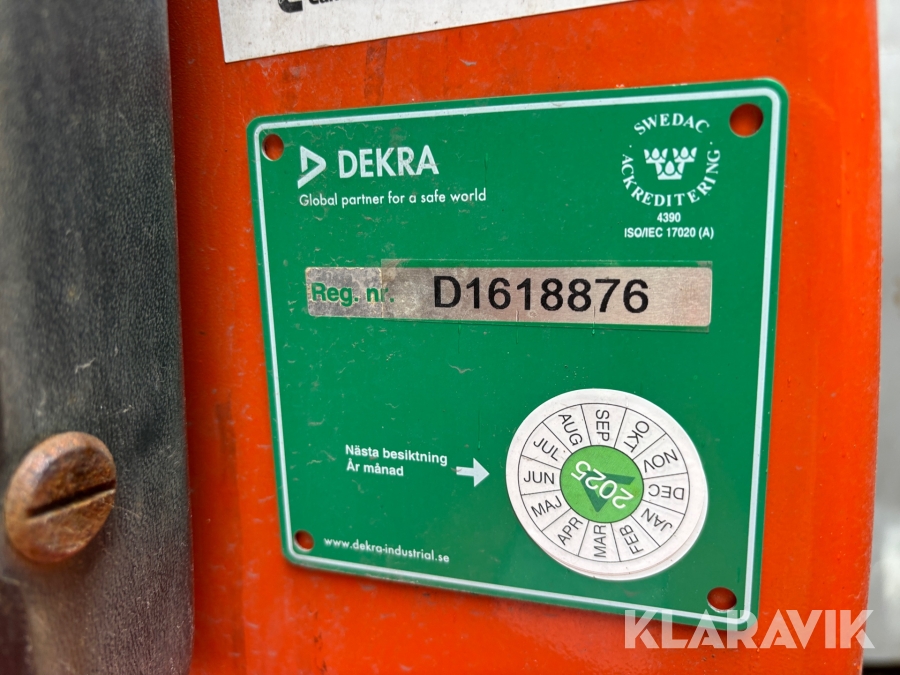 DEKRA
Global partner for a safe world
SWEDAC
ACKREDITERING
4390
ISO/IEC 17020 (A)
Reg. nr.
D1618876
Nästa besiktning
År månad
JAN
FEB
MAR
APR
MAJ
JUN
JUL
AUG
SEP
OKT
NOV
DEC
2025
www.dekra-industrial.se
KLARAVIK